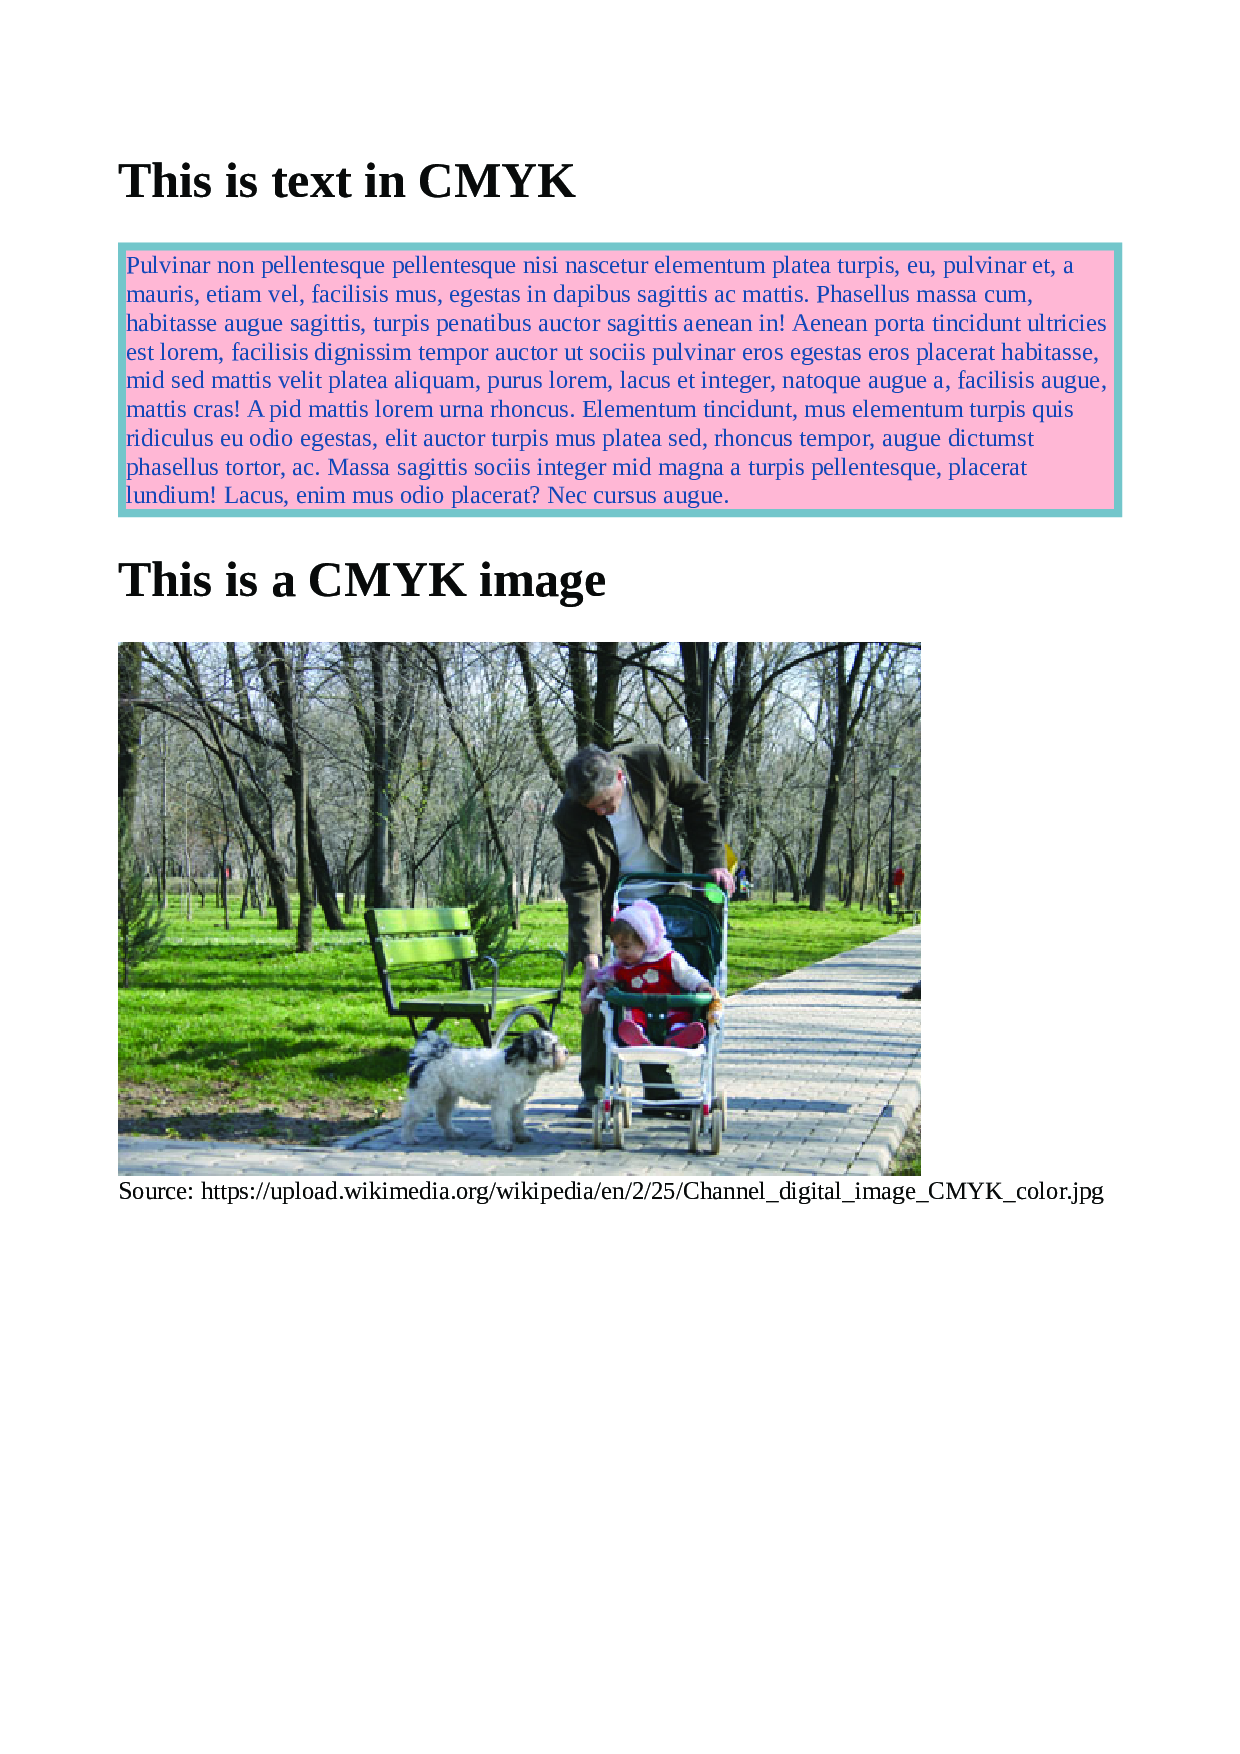 This is text in CMYK
Pulvinar non pellentesque pellentesque nisi nascetur elementum platea turpis, eu, pulvinar et, a
mauris, etiam vel, facilisis mus, egestas in dapibus sagittis ac mattis. Phasellus massa cum,
habitasse augue sagittis, turpis penatibus auctor sagittis aenean in! Aenean porta tincidunt ultricies
est lorem, facilisis dignissim tempor auctor ut sociis pulvinar eros egestas eros placerat habitasse,
mid sed mattis velit platea aliquam, purus lorem, lacus et integer, natoque augue a, facilisis augue,
mattis cras! A pid mattis lorem urna rhoncus. Elementum tincidunt, mus elementum turpis quis
ridiculus eu odio egestas, elit auctor turpis mus platea sed, rhoncus tempor, augue dictumst
phasellus tortor, ac. Massa sagittis sociis integer mid magna a turpis pellentesque, placerat
lundium! Lacus, enim mus odio placerat? Nec cursus augue.
This is a CMYK image
Source: https://upload.wikimedia.org/wikipedia/en/2/25/Channel_digital_image_CMYK_color.jpg